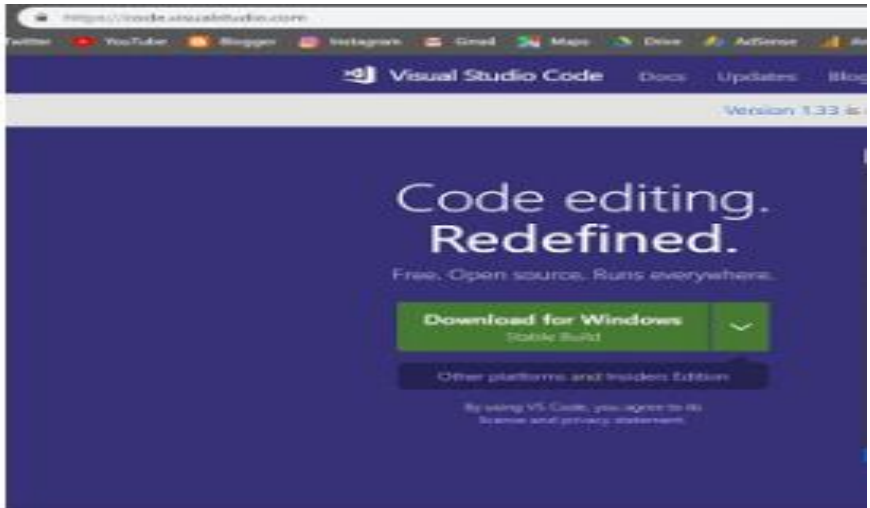 https://code.visualstudio.com
Twitter YouTube Blogger Instagram Gmail Maps Drive AdSense
Visual Studio Code Docs Updates Blog
Version 1.33 is
Code editing.
Redefined.
Free. Open source. Runs everywhere.
Download for Windows
Stable Build
Other platforms and Insiders Edition
By using VS Code, you agree to its
license and privacy statement.